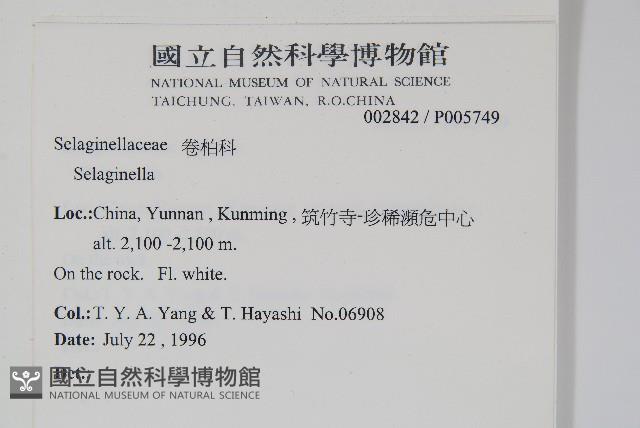 國立自然科學博物館
NATIONAL MUSEUM OF NATURAL SCIENCE
TAICHUNG, TAIWAN, R.O.CHINA
002842 / P005749
Selaginellaceae 卷柏科
Selaginella
Loc.:China, Yunnan , Kunming , 筑竹寺-珍稀瀕危中心
alt. 2,100 -2,100 m.
On the rock. Fl. white.
Col.: T. Y. A. Yang & T. Hayashi No.06908
Date: July 22 , 1996
Det.
國立自然科學博物館
NATIONAL MUSEUM OF NATURAL SCIENCE